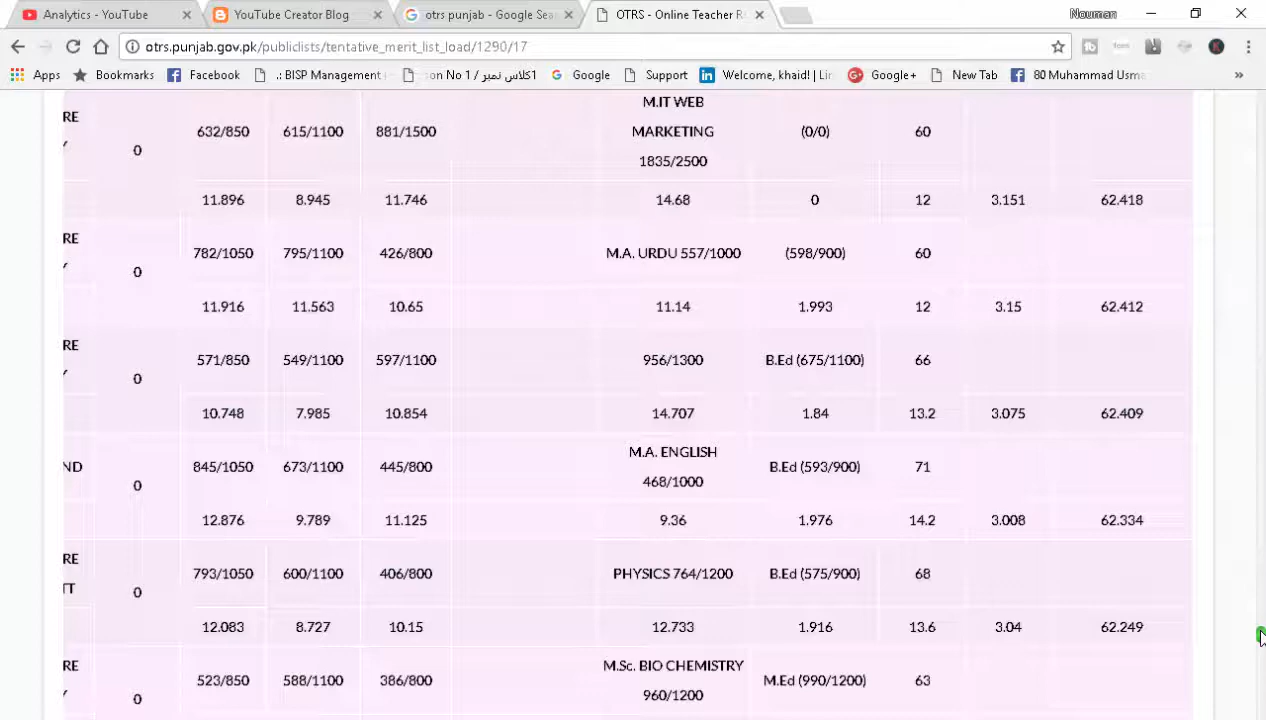 Analytics - YouTube
YouTube Creator Blog
otrs punjab - Google Sea
OTRS - Online Teacher R
Nouman
otrs.punjab.gov.pk/publiclists/tentative_merit_list_load/1290/17
Apps
Bookmarks
Facebook
.: BISP Management
son No 1 / اکلاس نمبر
Google
Support
Welcome, khaid! | Lin
Google+
New Tab
80 Muhammad Usma
»
M.IT WEB
RE 632/850 615/1100 881/1500 MARKETING (0/0) 60
Y 0
1835/2500
11.896 8.945 11.746 14.68 0 12 3.151 62.418
RE
782/1050 795/1100 426/800 M.A. URDU 557/1000 (598/900) 60
Y 0
11.916 11.563 10.65 11.14 1.993 12 3.15 62.412
RE
571/850 549/1100 597/1100 956/1300 B.Ed (675/1100) 66
Y 0
10.748 7.985 10.854 14.707 1.84 13.2 3.075 62.409
M.A. ENGLISH
ND 845/1050 673/1100 445/800 B.Ed (593/900) 71
0 468/1000
12.876 9.789 11.125 9.36 1.976 14.2 3.008 62.334
RE
793/1050 600/1100 406/800 PHYSICS 764/1200 B.Ed (575/900) 68
TT 0
12.083 8.727 10.15 12.733 1.916 13.6 3.04 62.249
RE M.Sc. BIO CHEMISTRY
523/850 588/1100 386/800 M.Ed (990/1200) 63
Y 0 960/1200